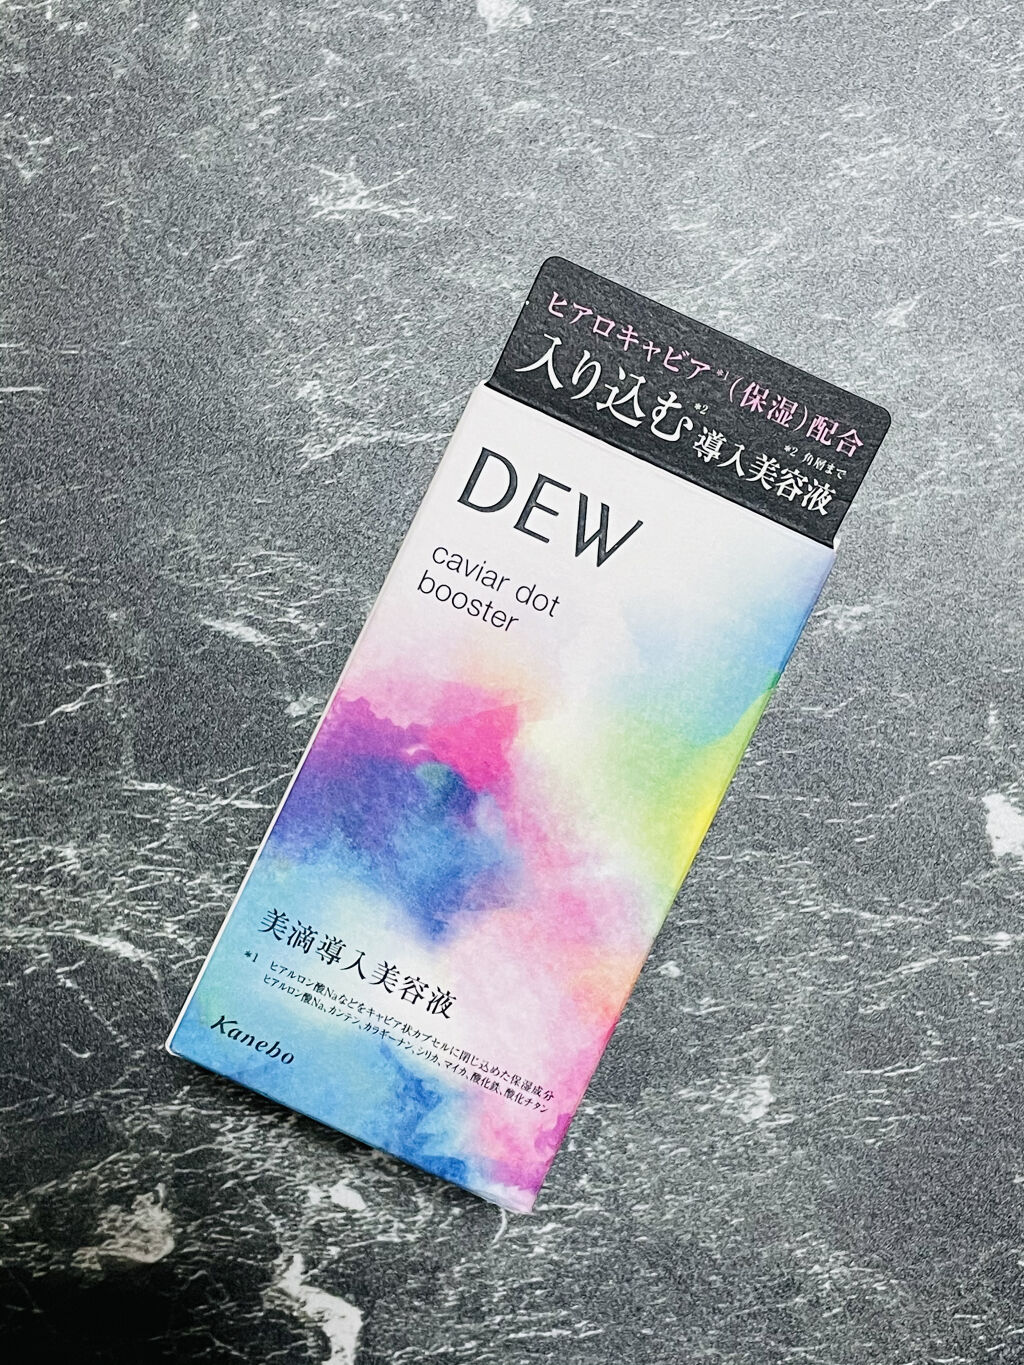 ヒアロキャビア*1(保湿)配合
入り込む*2導入美容液
*2 角層まで
DEW
caviar dot
booster
美滴導入美容液
*1 ヒアルロン酸Naなどをキャビア状カプセルに閉じ込めた保湿成分
ヒアルロン酸Na、カンテン、カラギーナン、シリカ、マイカ、酸化鉄、酸化チタン
Kanebo